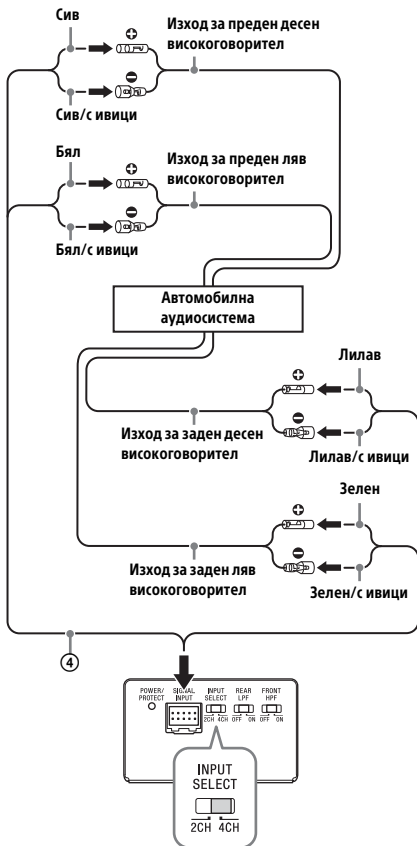 Сив
Изход за преден десен
високоговорител
Сив/с ивици
Бял
Изход за преден ляв
високоговорител
Бял/с ивици
Автомобилна
аудиосистема
Лилав
Изход за заден десен
високоговорител
Лилав/с ивици
Зелен
Изход за заден ляв
високоговорител
Зелен/с ивици
④
POWER/
PROTECT
SIGNAL
INPUT
INPUT
SELECT
2CH 4CH
REAR
LPF
OFF ON
FRONT
HPF
OFF ON
INPUT
SELECT
2CH 4CH